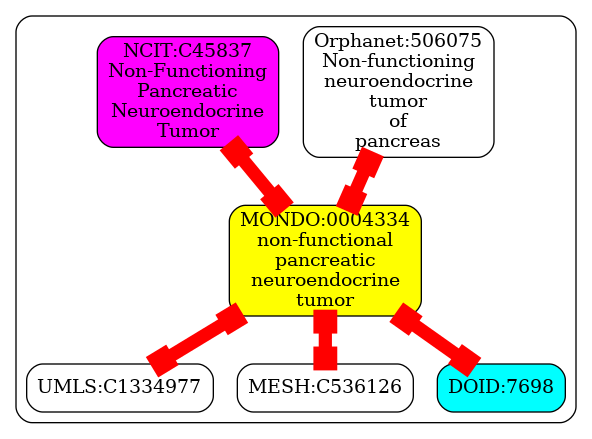 NCIT:C45837
Non-Functioning
Pancreatic
Neuroendocrine
Tumor
Orphanet:506075
Non-functioning
neuroendocrine
tumor
of
pancreas
MONDO:0004334
non-functional
pancreatic
neuroendocrine
tumor
UMLS:C1334977
MESH:C536126
DOID:7698